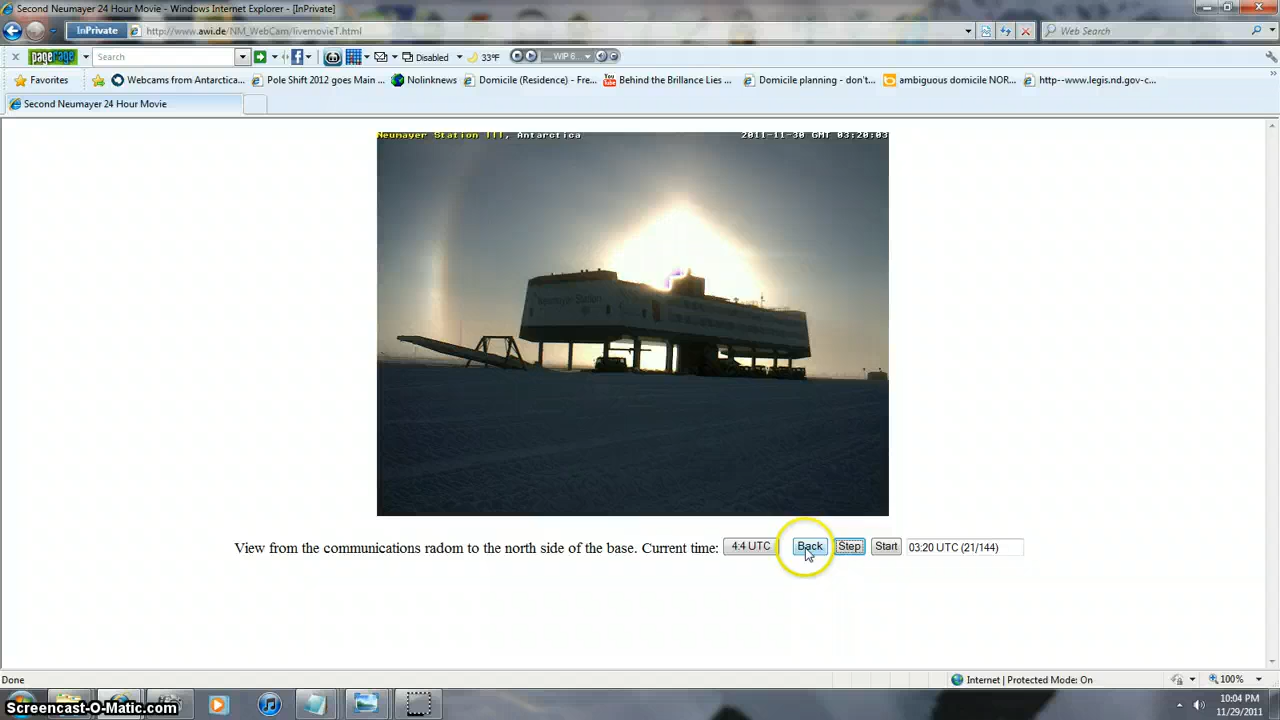 Second Neumayer 24 Hour Movie - Windows Internet Explorer - [InPrivate]
InPrivate http://www.awi.de/NM_WebCam/livemovieT.html Web Search
pagerage Search Disabled 33°F ... WIP 6...
Favorites Webcams from Antarctica... Pole Shift 2012 goes Main ... Nolinknews Domicile (Residence) - Fre... Behind the Brillance Lies ... Domicile planning - don't... ambiguous domicile NOR... http--www.legis.nd.gov-c...
Second Neumayer 24 Hour Movie
Neumayer Station III, Antarctica 2011-11-30 GMT 03:20:03
Neumayer Station
View from the communications radom to the north side of the base. Current time: 4:4 UTC Back Step Start 03:20 UTC (21/144)
Done Internet | Protected Mode: On 100%
Screencast-O-Matic.com 10:04 PM
11/29/2011